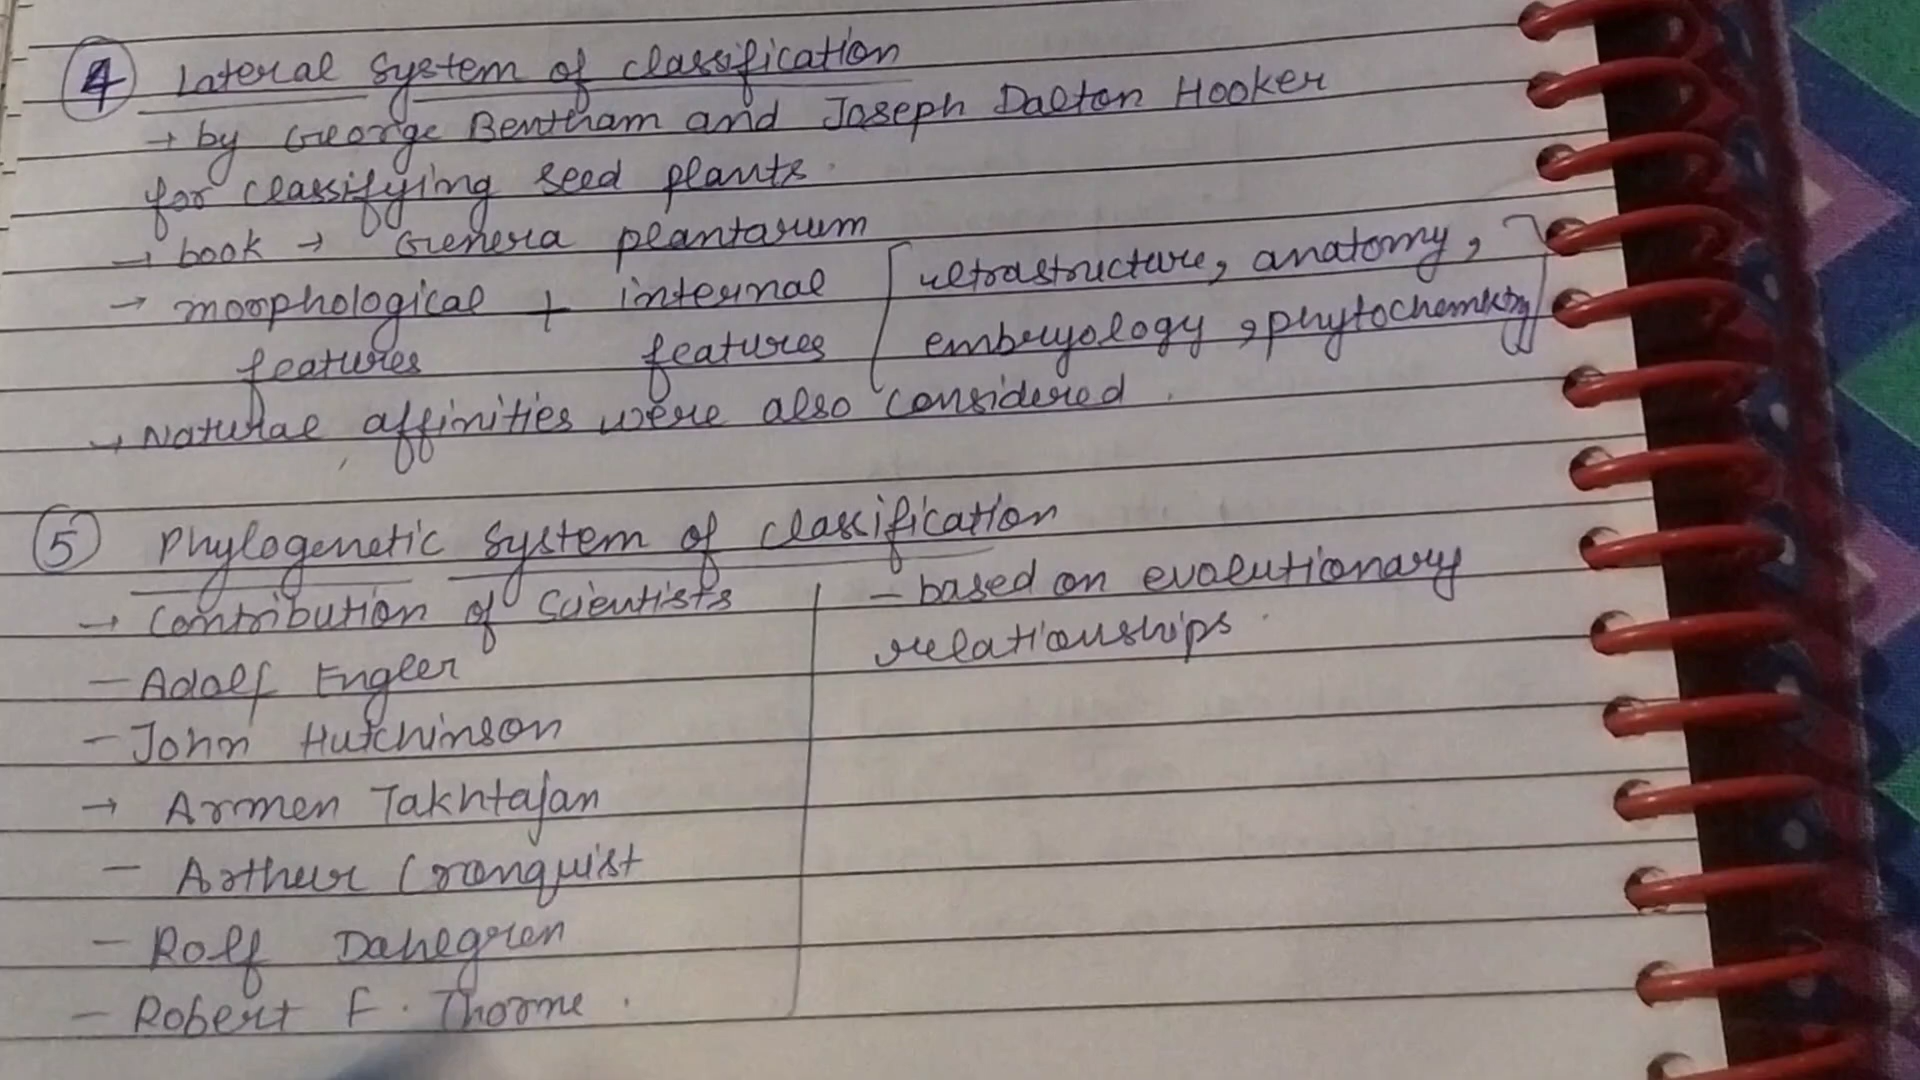 4 Lateral System of classification
→ by George Bentham and Joseph Dalton Hooker
for classifying seed plants.
→ book → Genera plantarum
→ morphological + internal [ultrastructure, anatomy,
features features embryology, phytochemistry]
→ Natural affinities were also considered.
5 Phylogenetic System of classification
→ Contribution of Scientists
- based on evolutionary
relationships.
- Adolf Engler
- John Hutchinson
→ Armen Takhtajan
- Arthur Cronquist
- Rolf Dahlgren
- Robert F. Thorne.